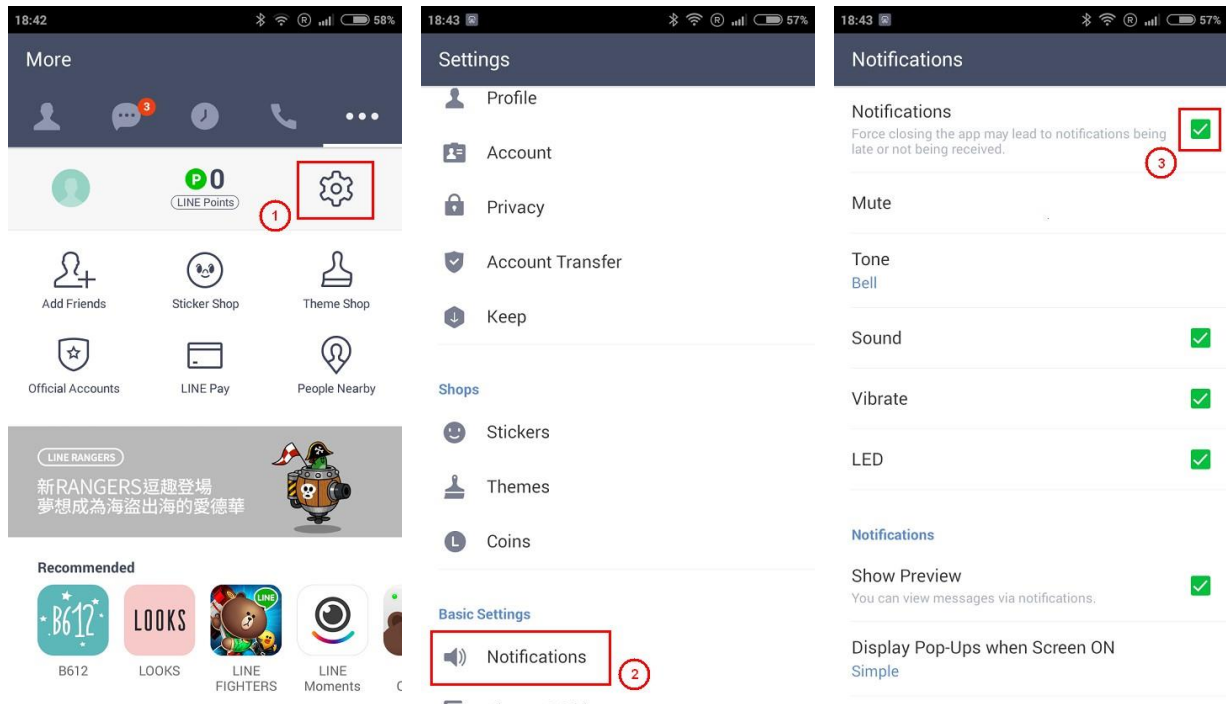 18:42
58%
More
3
P 0
LINE Points
1
Add Friends
Sticker Shop
Theme Shop
Official Accounts
LINE Pay
People Nearby
LINE RANGERS
新RANGERS逗趣登場
夢想成為海盜出海的愛德華
Recommended
B612
LOOKS
LINE
B612
LOOKS
LINE
FIGHTERS
LINE
Moments
18:43
57%
Settings
Profile
Account
Privacy
Account Transfer
Keep
Shops
Stickers
Themes
L
Coins
Basic Settings
Notifications
2
18:43
57%
Notifications
Notifications
Force closing the app may lead to notifications being
late or not being received.
3
Mute
Tone
Bell
Sound
Vibrate
LED
Notifications
Show Preview
You can view messages via notifications.
Display Pop-Ups when Screen ON
Simple